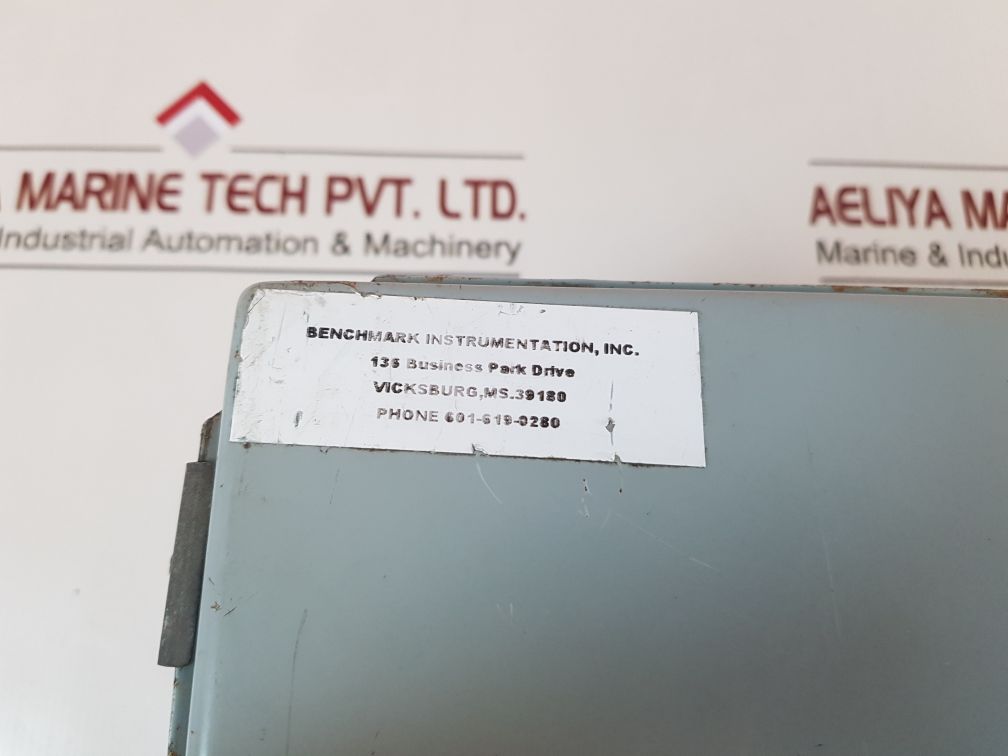 MARINE TECH PVT. LTD.
Industrial Automation & Machinery
AELIYA MA
Marine & Indu
BENCHMARK INSTRUMENTATION, INC.
135 Business Park Drive
VICKSBURG,MS.39180
PHONE 601-619-0280